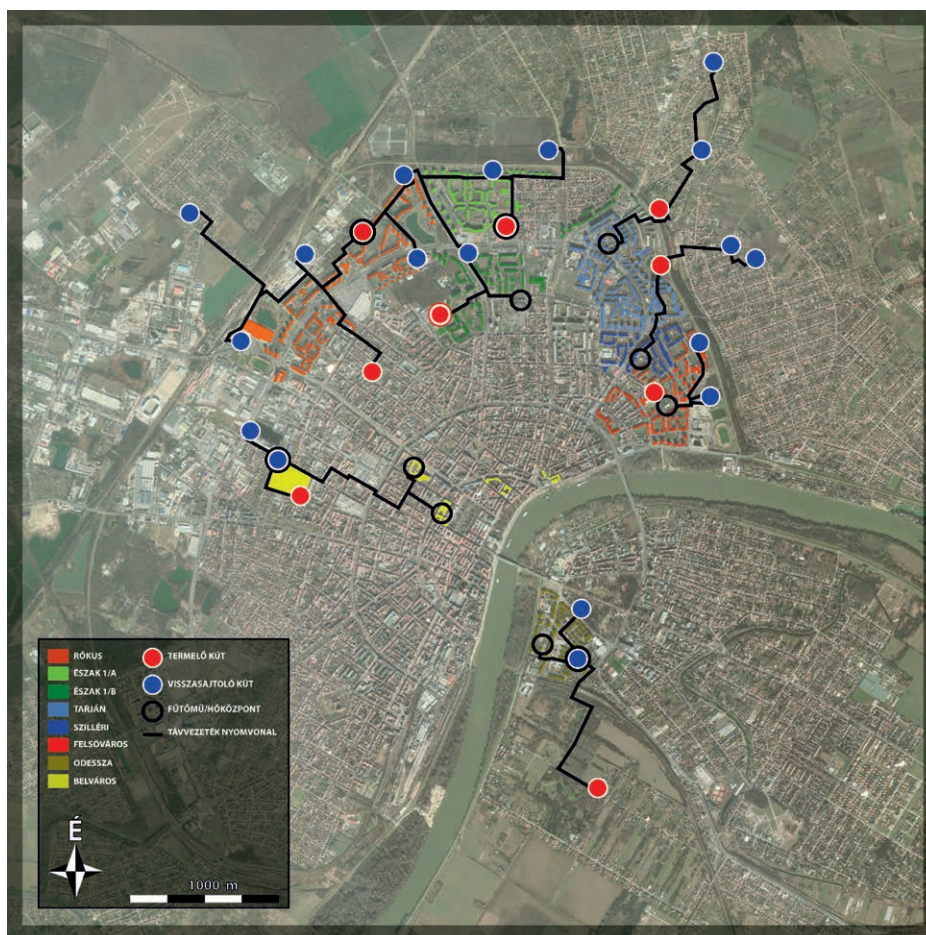 RÓKUS
ÉSZAK 1/A
ÉSZAK 1/B
TARJÁN
SZILLÉRI
FELSŐVÁROS
ODESSZA
BELVÁROS
TERMELŐ KÚT
VISSZASAJTOLÓ KÚT
FŰTŐMŰ/HŐKÖZPONT
TÁVVEZETÉK NYOMVONAL
É
1000 m